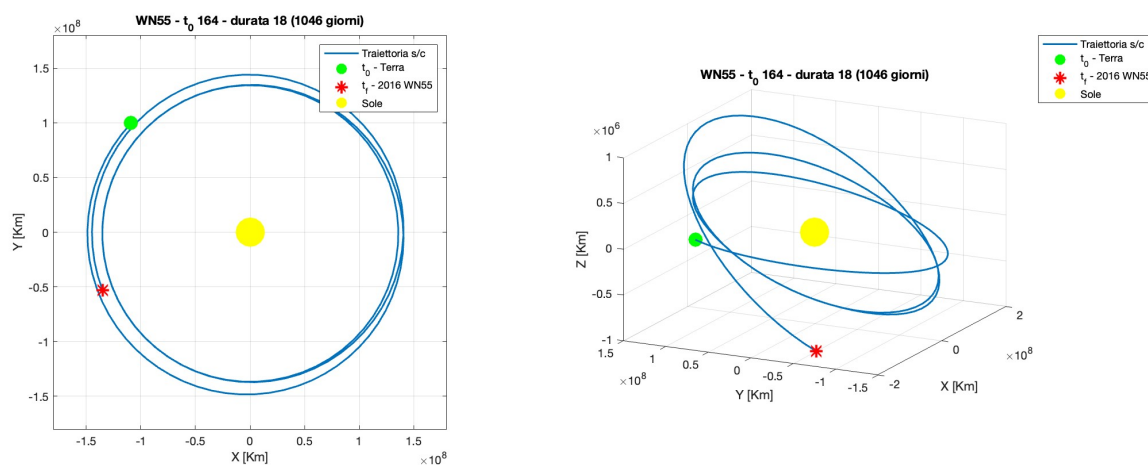 WN55 - t0 164 - durata 18 (1046 giorni)
×10^8
Traiettoria s/c
t0 - Terra
tf - 2016 WN55
Sole
1.5
1
0.5
0
-0.5
-1
-1.5
Y [Km]
-1.5 -1 -0.5 0 0.5 1 1.5
X [Km]
×10^8
Traiettoria s/c
t0 - Terra
tf - 2016 WN55
Sole
WN55 - t0 164 - durata 18 (1046 giorni)
×10^6
1
0.5
0
-0.5
-1
Z [Km]
1.5 1 0.5 0 -0.5 -1 -1.5
×10^8
Y [Km]
-2 0 2
×10^8
X [Km]